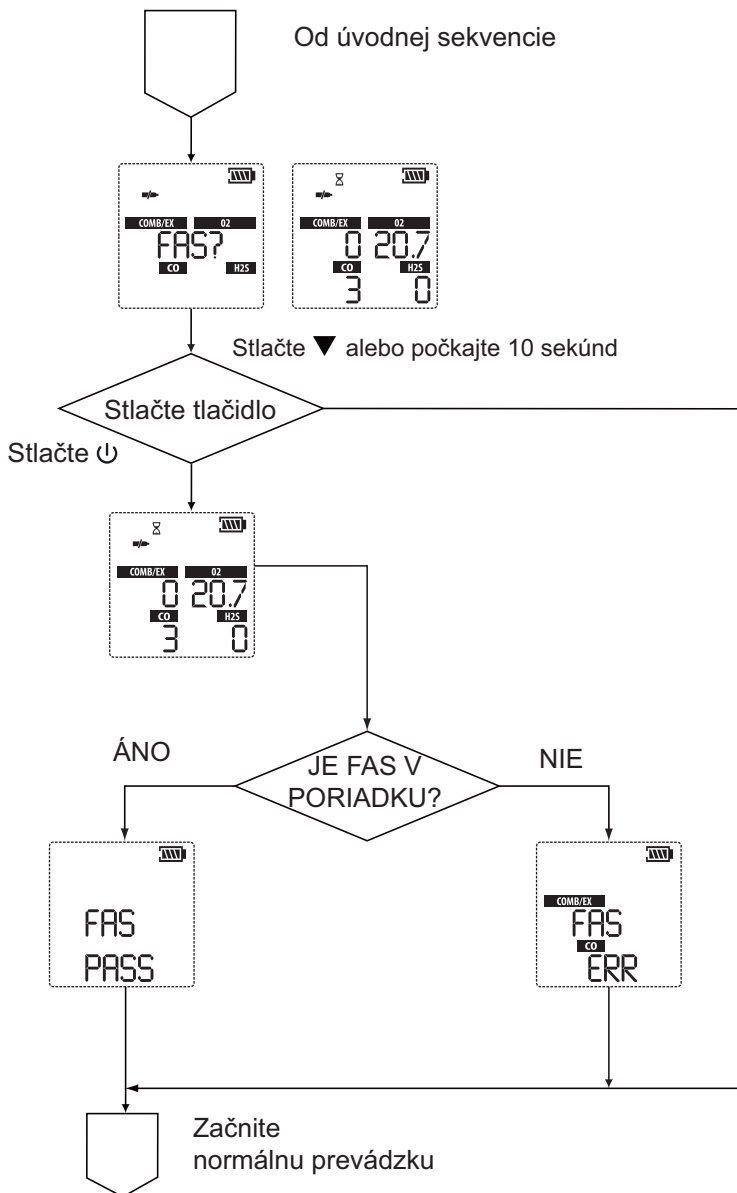 Od úvodnej sekvencie
COMB/EX O2
FAS?
CO H2S
COMB/EX O2
0 20.7
CO H2S
3 0
Stlačte ▼ alebo počkajte 10 sekúnd
Stlačte tlačidlo
Stlačte ⏻
COMB/EX O2
0 20.7
CO H2S
3 0
ÁNO
JE FAS V
PORIADKU?
NIE
FAS
PASS
COMB/EX
FAS
CO
ERR
Začnite
normálnu prevádzku